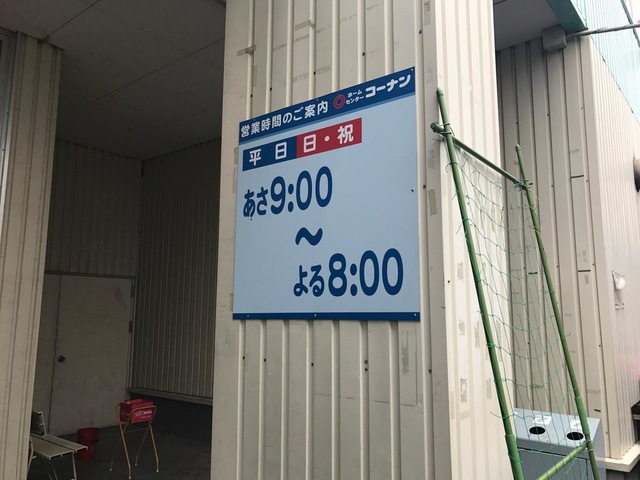 営業時間のご案内 ホームセンター コーナン
平日 日・祝
あさ9:00
〜
よる8:00